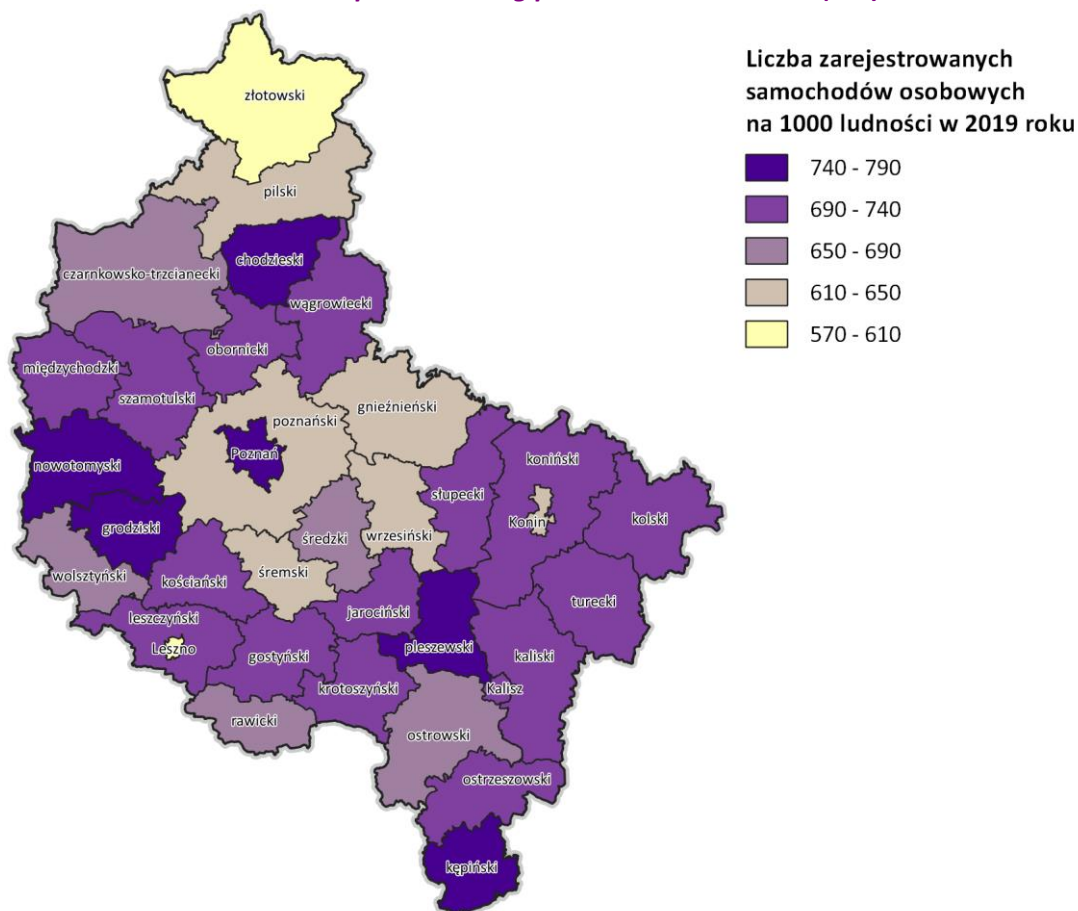 Liczba zarejestrowanych
samochodów osobowych
na 1000 ludności w 2019 roku
740 - 790
690 - 740
650 - 690
610 - 650
570 - 610
złotowski
pilski
chodzieski
czarnkowsko-trzcianecki
wągrowiecki
obornicki
międzychodzki
szamotulski
gnieźnieński
poznański
Poznań
nowotomyski
koniński
słupecki
Konin
kolski
grodziski
średzki
wrzesiński
śremski
wolsztyński
kościański
turecki
jarociński
leszczyński
Leszno
pleszewski
gostyński
kaliski
krotoszyński
Kalisz
rawicki
ostrowski
ostrzeszowski
kępiński